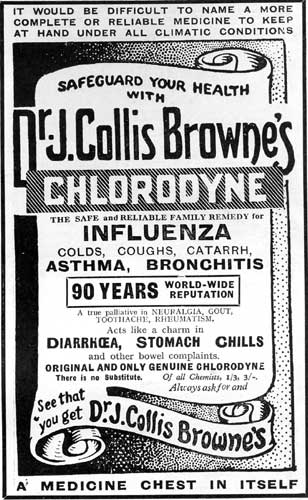 IT WOULD BE DIFFICULT TO NAME A MORE
COMPLETE OR RELIABLE MEDICINE TO KEEP
AT HAND UNDER ALL CLIMATIC CONDITIONS
SAFEGUARD YOUR HEALTH
WITH
Dr. J. Collis Browne's
CHLORODYNE
THE SAFE and RELIABLE FAMILY REMEDY for
INFLUENZA
COLDS, COUGHS, CATARRH,
ASTHMA, BRONCHITIS
90 YEARS WORLD-WIDE
REPUTATION
A true palliative in NEURALGIA, GOUT,
TOOTHACHE, RHEUMATISM.
Acts like a charm in
DIARRHŒA, STOMACH CHILLS
and other bowel complaints.
ORIGINAL AND ONLY GENUINE CHLORODYNE
There is no Substitute. Of all Chemists, 1/3, 3/-.
Always ask for and
See that
you get Dr. J. Collis Browne's
A MEDICINE CHEST IN ITSELF